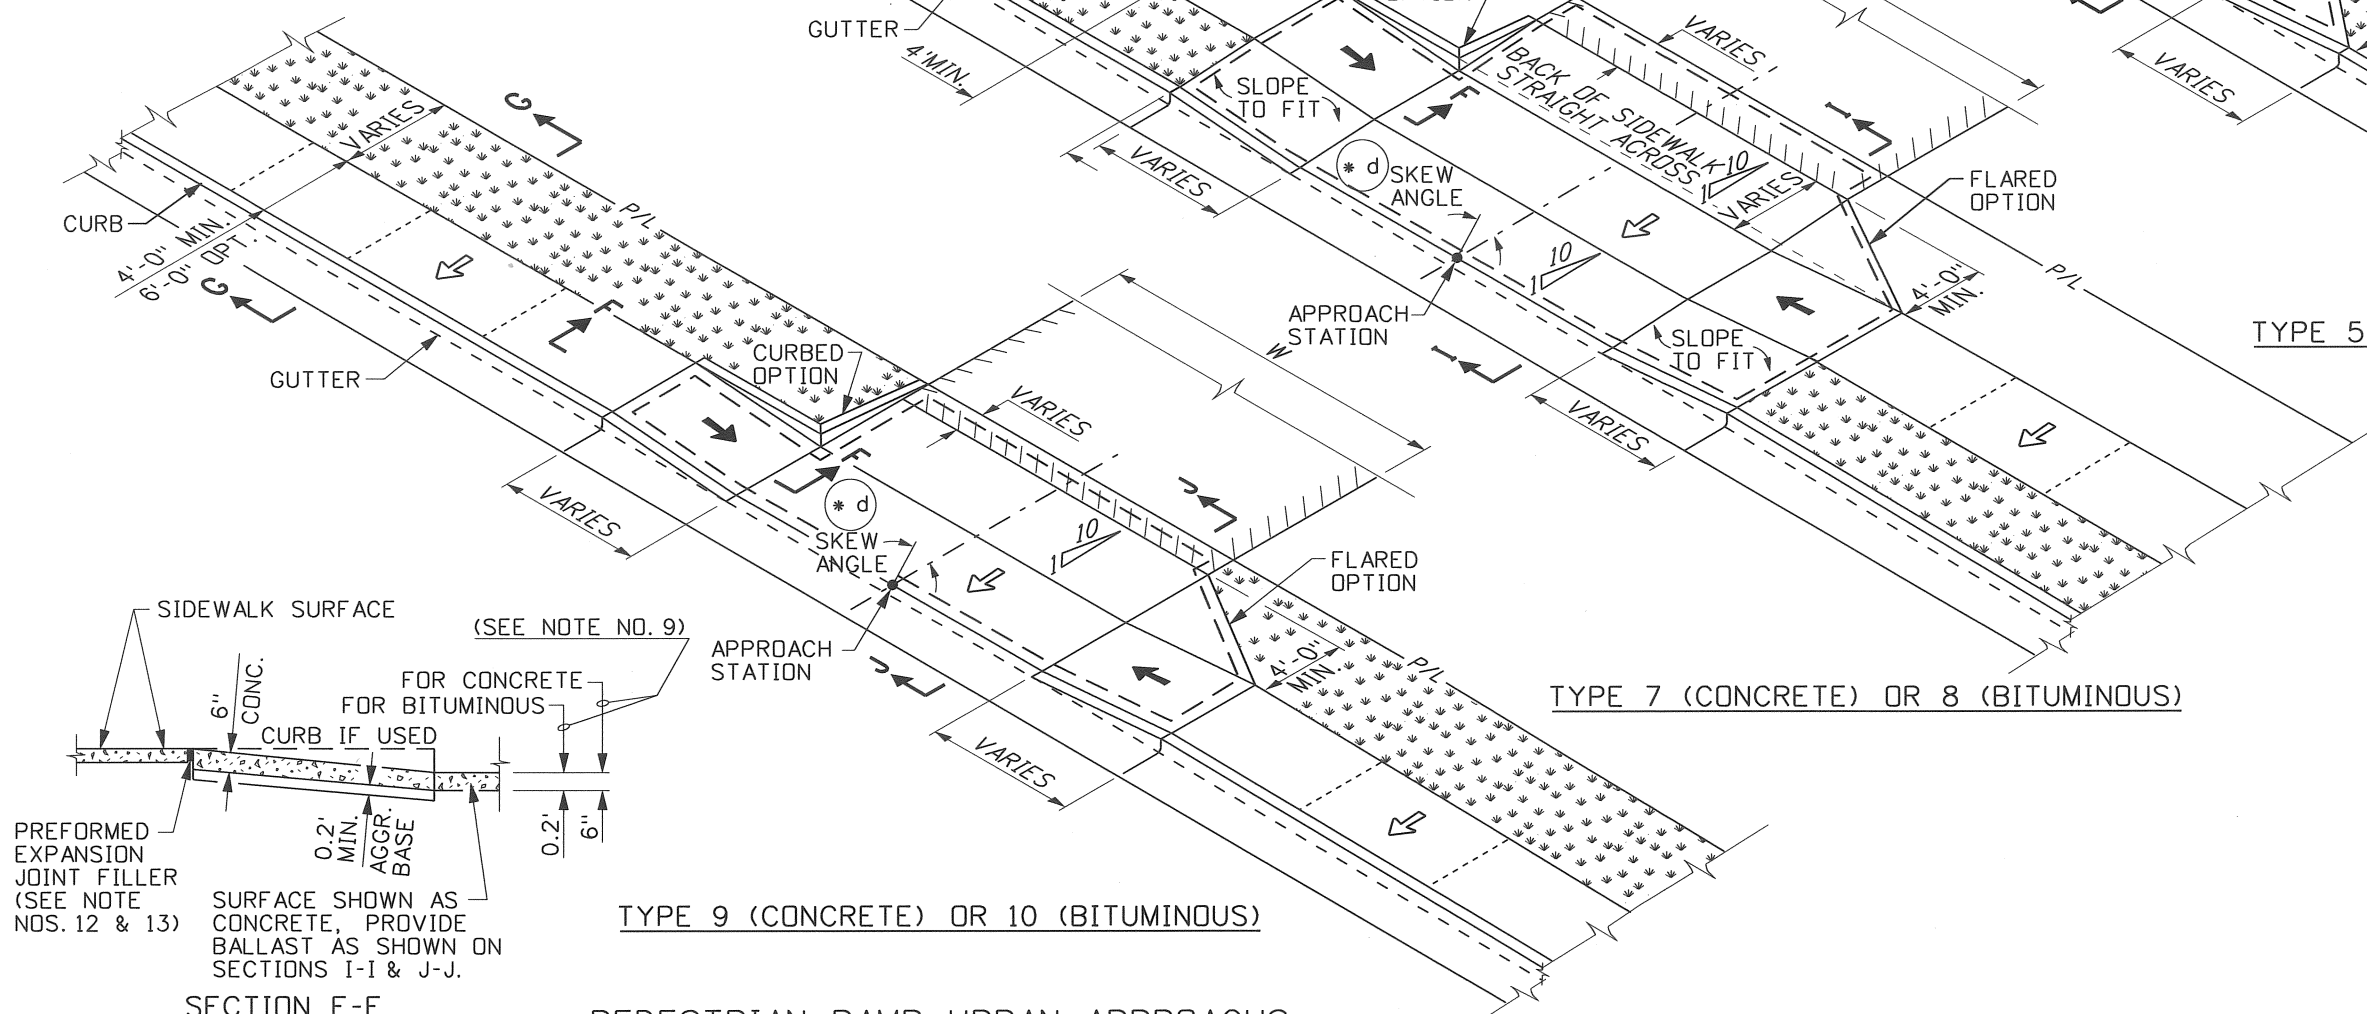 GUTTER
4' MIN.
SLOPE
TO FIT
VARIES
F
BACK OF SIDEWALK
STRAIGHT ACROSS
VARIES
10
1
VARIES
I
FLARED
OPTION
VARIES
* d
SKEW
ANGLE
10
1
APPROACH
STATION
4'-0"
MIN.
P/L
SLOPE
TO FIT
I
VARIES
TYPE 5
TYPE 7 (CONCRETE) OR 8 (BITUMINOUS)
G
VARIES
P/L
CURB
4'-0" MIN.
6'-0" OPT.
G
F
GUTTER
CURBED
OPTION
W
VARIES
F
VARIES
* d
SKEW
ANGLE
10
1
J
FLARED
OPTION
APPROACH
STATION
J
4'-0"
MIN.
P/L
VARIES
TYPE 9 (CONCRETE) OR 10 (BITUMINOUS)
SIDEWALK SURFACE
(SEE NOTE NO. 9)
6"
CONC.
FOR CONCRETE
FOR BITUMINOUS
CURB IF USED
PREFORMED
EXPANSION
JOINT FILLER
(SEE NOTE
NOS. 12 & 13)
0.2'
MIN.
AGGR.
BASE
0.2'
6"
SURFACE SHOWN AS
CONCRETE, PROVIDE
BALLAST AS SHOWN ON
SECTIONS I-I & J-J.
SECTION F-F
PEDESTRIAN RAMP URBAN APPROACHS